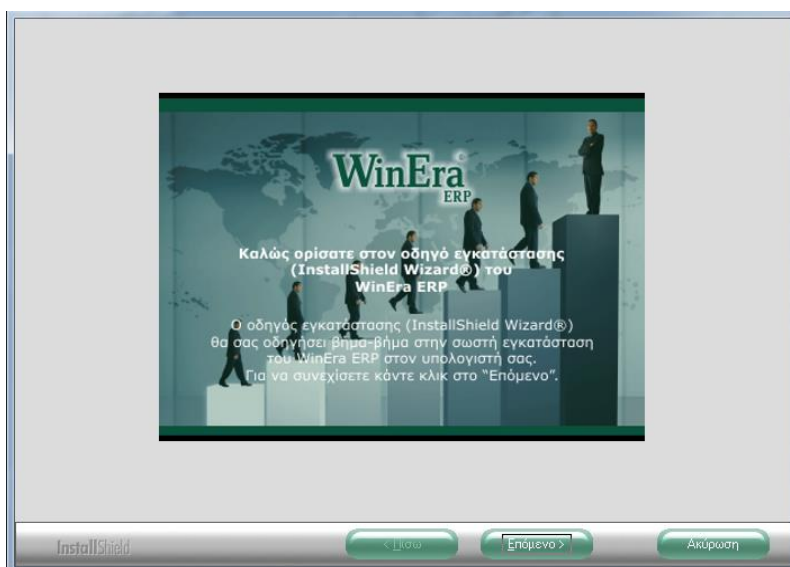 WinEra
ERP
Καλώς ορίσατε στον οδηγό εγκατάστασης
(InstallShield Wizard®) του
WinEra ERP
Ο οδηγός εγκατάστασης (InstallShield Wizard®)
θα σας οδηγήσει βήμα-βήμα στην σωστή εγκατάσταση
του WinEra ERP στον υπολογιστή σας.
Για να συνεχίσετε κάντε κλικ στο “Επόμενο”.
InstallShield
< Πίσω
Επόμενο >
Ακύρωση